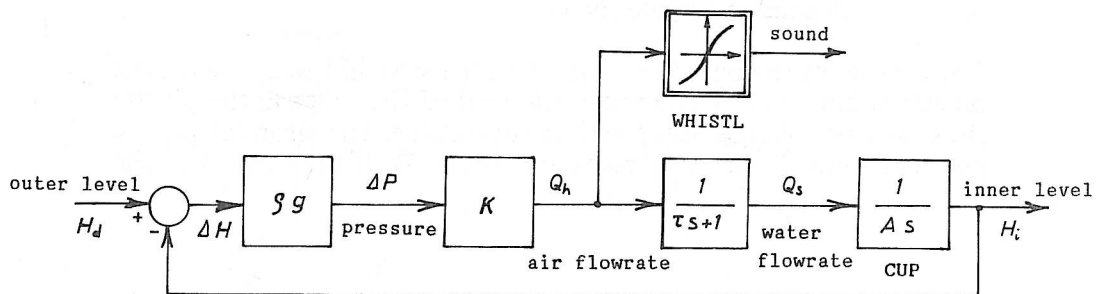 sound
WHISTL
outer level
H_d
+
-
ΔH
ρg
ΔP
pressure
K
Q_h
air flowrate
1
τs+1
Q_s
water
flowrate
1
As
CUP
inner level
H_i